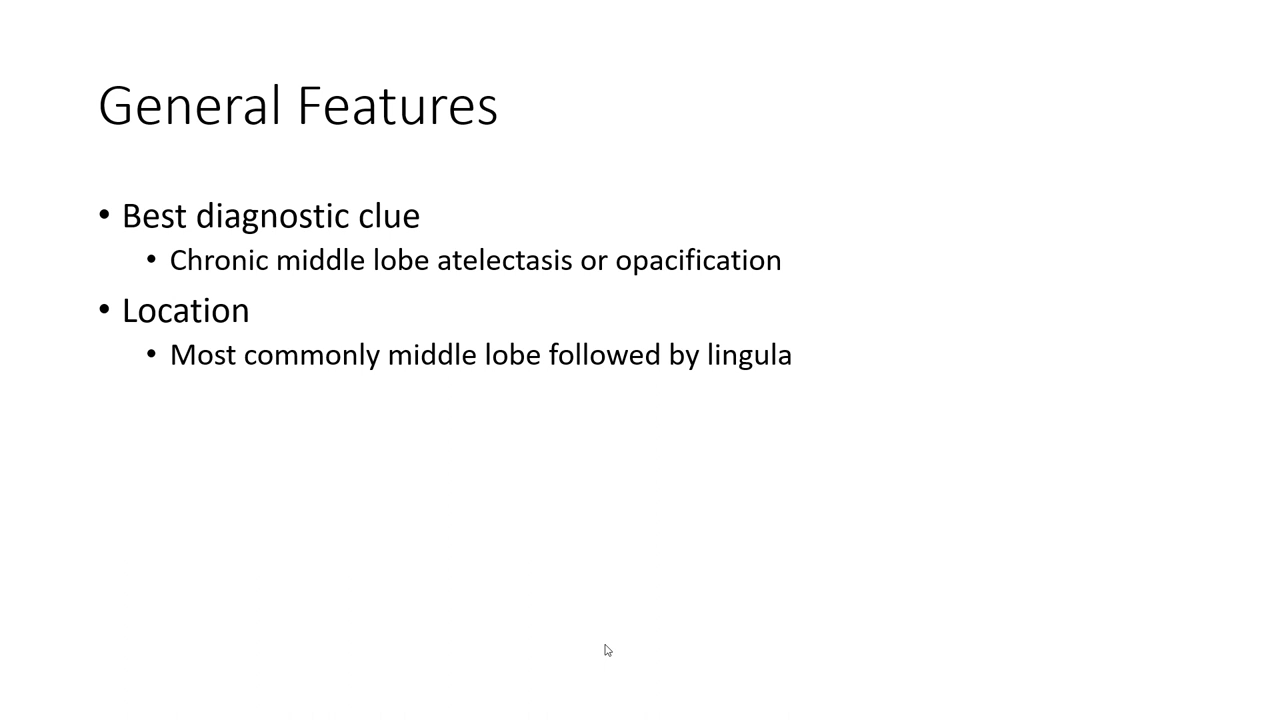 General Features
• Best diagnostic clue
• Chronic middle lobe atelectasis or opacification
• Location
• Most commonly middle lobe followed by lingula